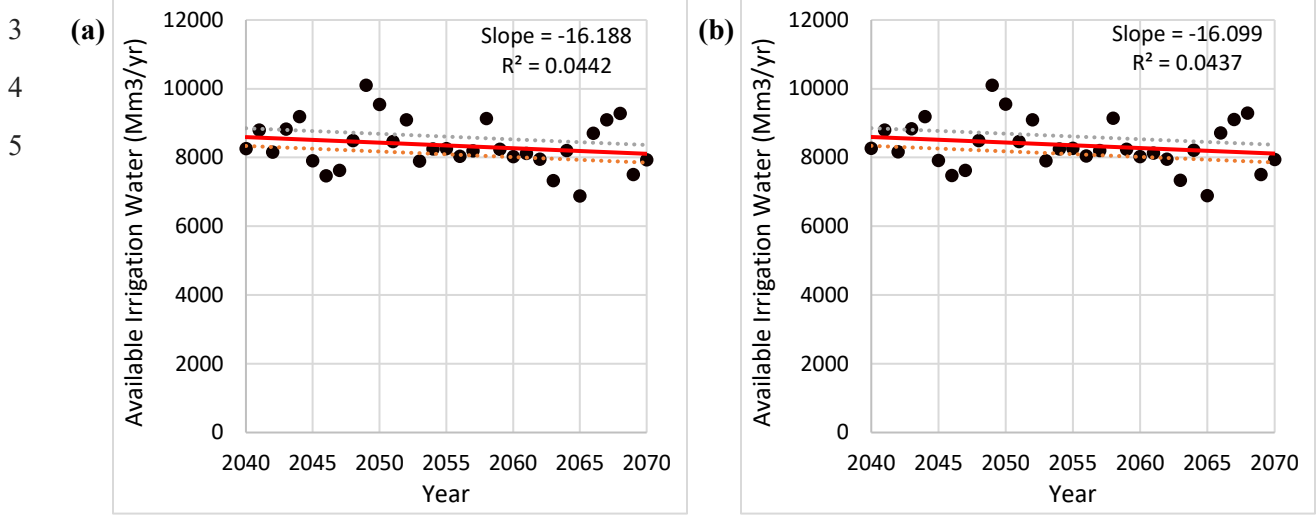 3
4
5
(a)
Slope = -16.188
R² = 0.0442
Available Irrigation Water (Mm3/yr)
12000
10000
8000
6000
4000
2000
0
2040 2045 2050 2055 2060 2065 2070
Year
(b)
Slope = -16.099
R² = 0.0437
Available Irrigation Water (Mm3/yr)
12000
10000
8000
6000
4000
2000
0
2040 2045 2050 2055 2060 2065 2070
Year